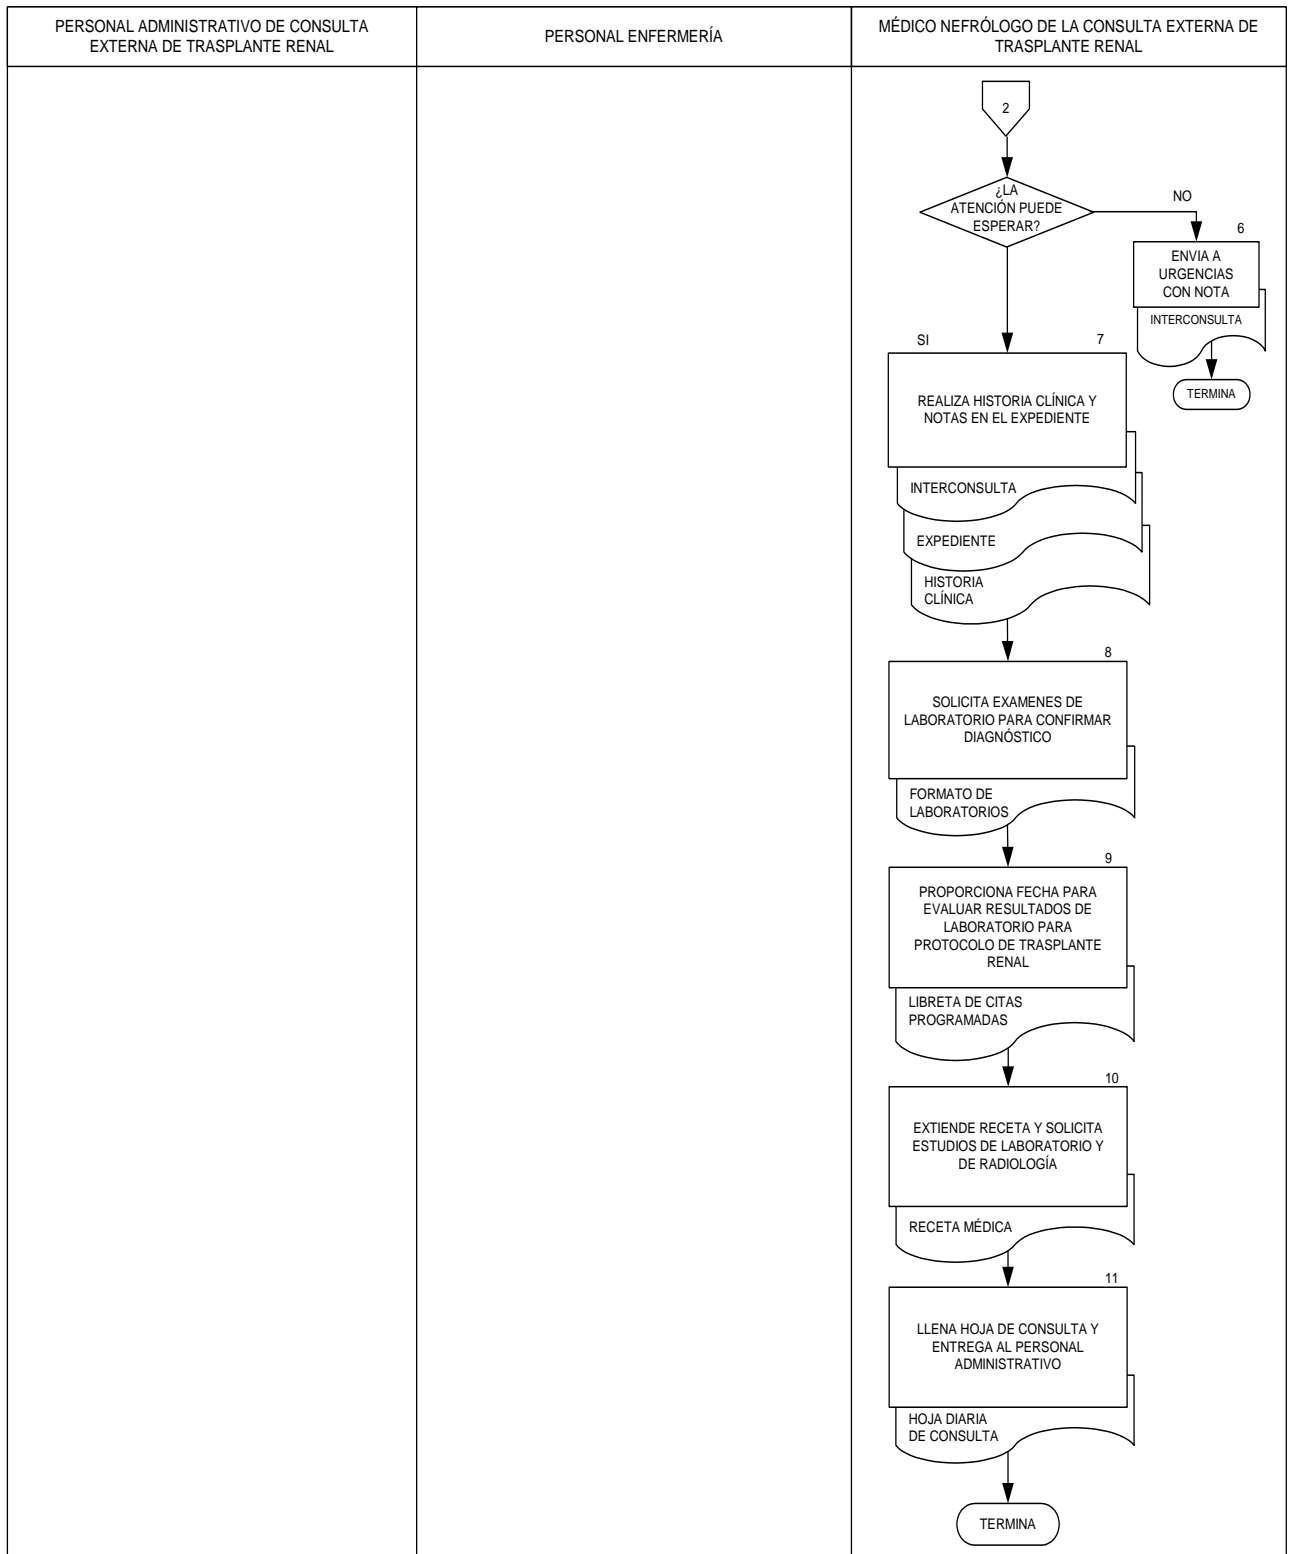 PERSONAL ADMINISTRATIVO DE CONSULTA
EXTERNA DE TRASPLANTE RENAL
PERSONAL ENFERMERÍA
MÉDICO NEFRÓLOGO DE LA CONSULTA EXTERNA DE
TRASPLANTE RENAL
2
¿LA
ATENCIÓN PUEDE
ESPERAR?
NO
6
ENVIA A
URGENCIAS
CON NOTA
INTERCONSULTA
TERMINA
SI
7
REALIZA HISTORIA CLÍNICA Y
NOTAS EN EL EXPEDIENTE
INTERCONSULTA
EXPEDIENTE
HISTORIA
CLÍNICA
8
SOLICITA EXAMENES DE
LABORATORIO PARA CONFIRMAR
DIAGNÓSTICO
FORMATO DE
LABORATORIOS
9
PROPORCIONA FECHA PARA
EVALUAR RESULTADOS DE
LABORATORIO PARA
PROTOCOLO DE TRASPLANTE
RENAL
LIBRETA DE CITAS
PROGRAMADAS
10
EXTIENDE RECETA Y SOLICITA
ESTUDIOS DE LABORATORIO Y
DE RADIOLOGÍA
RECETA MÉDICA
11
LLENA HOJA DE CONSULTA Y
ENTREGA AL PERSONAL
ADMINISTRATIVO
HOJA DIARIA
DE CONSULTA
TERMINA